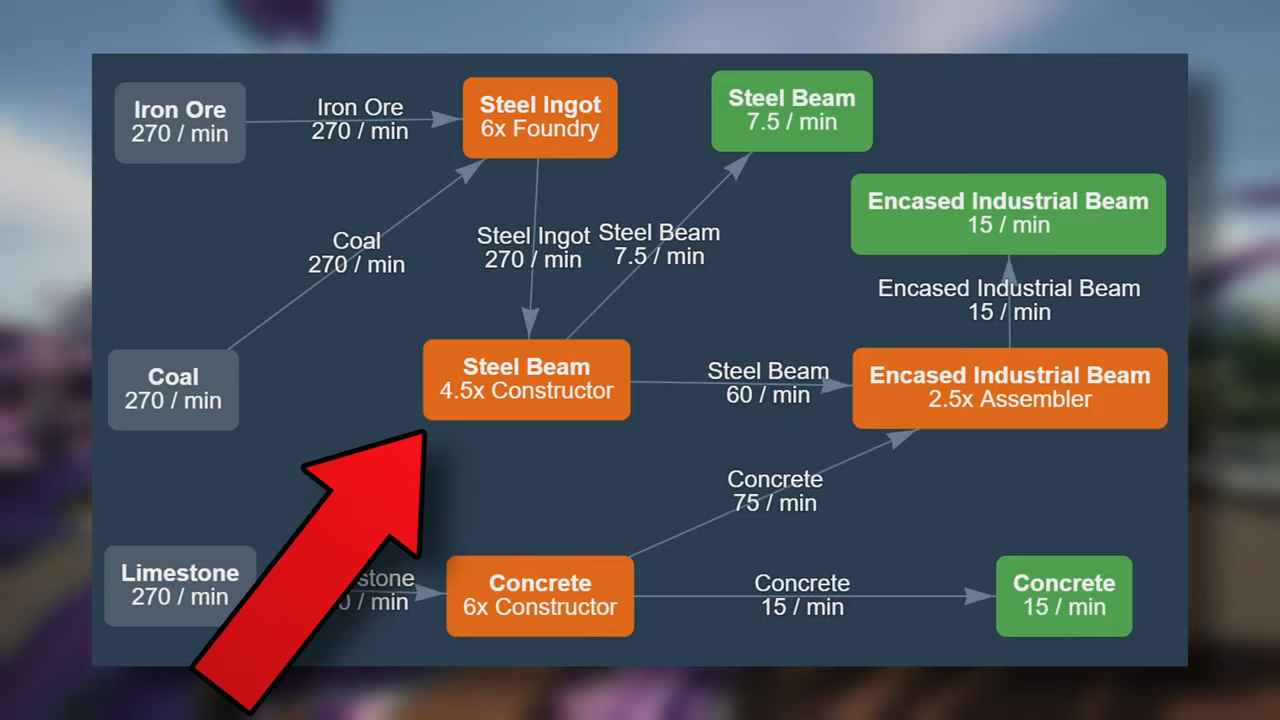 Iron Ore
270 / min
Iron Ore
270 / min
Steel Ingot
6x Foundry
Steel Beam
7.5 / min
Encased Industrial Beam
15 / min
Coal
270 / min
Steel Ingot
270 / min
Steel Beam
7.5 / min
Encased Industrial Beam
15 / min
Coal
270 / min
Steel Beam
4.5x Constructor
Steel Beam
60 / min
Encased Industrial Beam
2.5x Assembler
Concrete
75 / min
Limestone
270 / min
stone
/ min
Concrete
6x Constructor
Concrete
15 / min
Concrete
15 / min